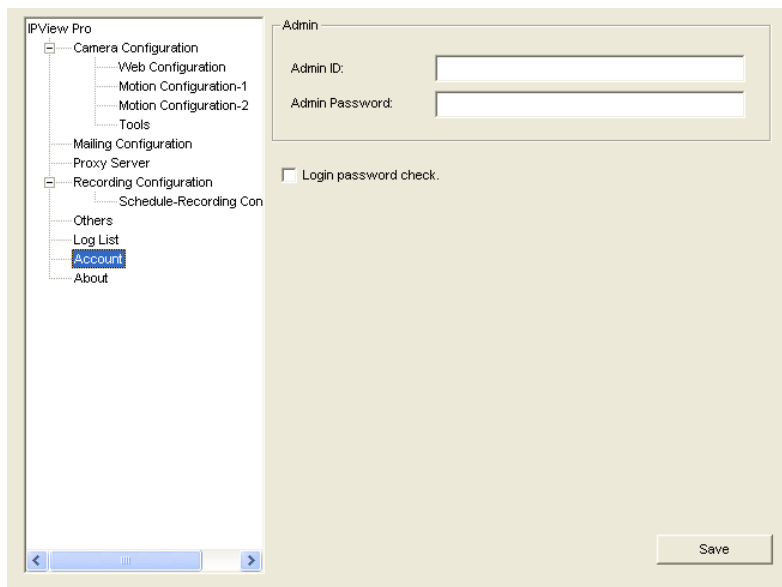 IPView Pro
Camera Configuration
Web Configuration
Motion Configuration-1
Motion Configuration-2
Tools
Mailing Configuration
Proxy Server
Recording Configuration
Schedule-Recording Con
Others
Log List
Account
About
Admin
Admin ID:
Admin Password:
Login password check.
Save